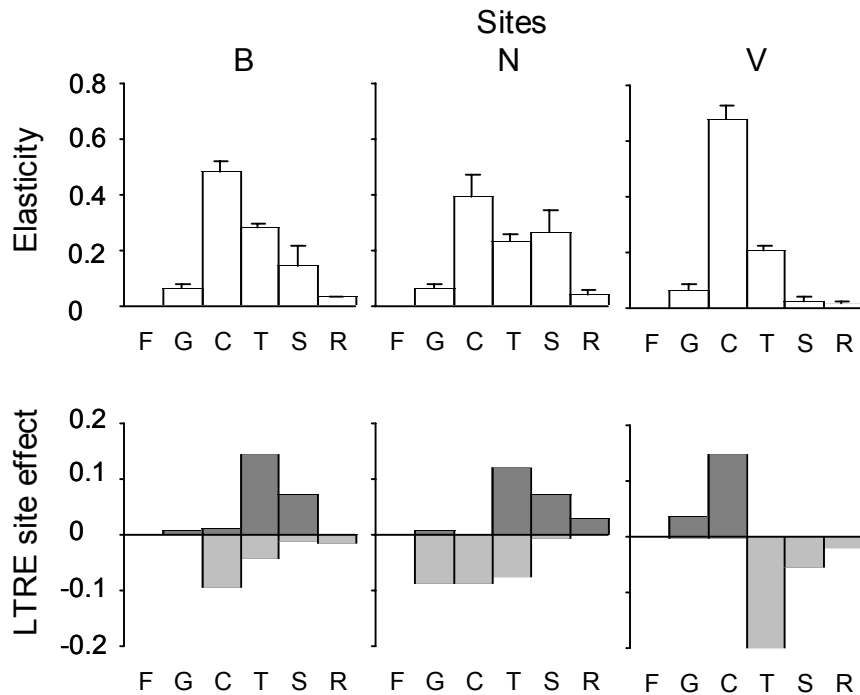 Sites
B N V
Elasticity
0.8
0.6
0.4
0.2
0
F G C T S R F G C T S R F G C T S R
LTRE site effect
0.2
0.1
0
-0.1
-0.2
F G C T S R F G C T S R F G C T S R